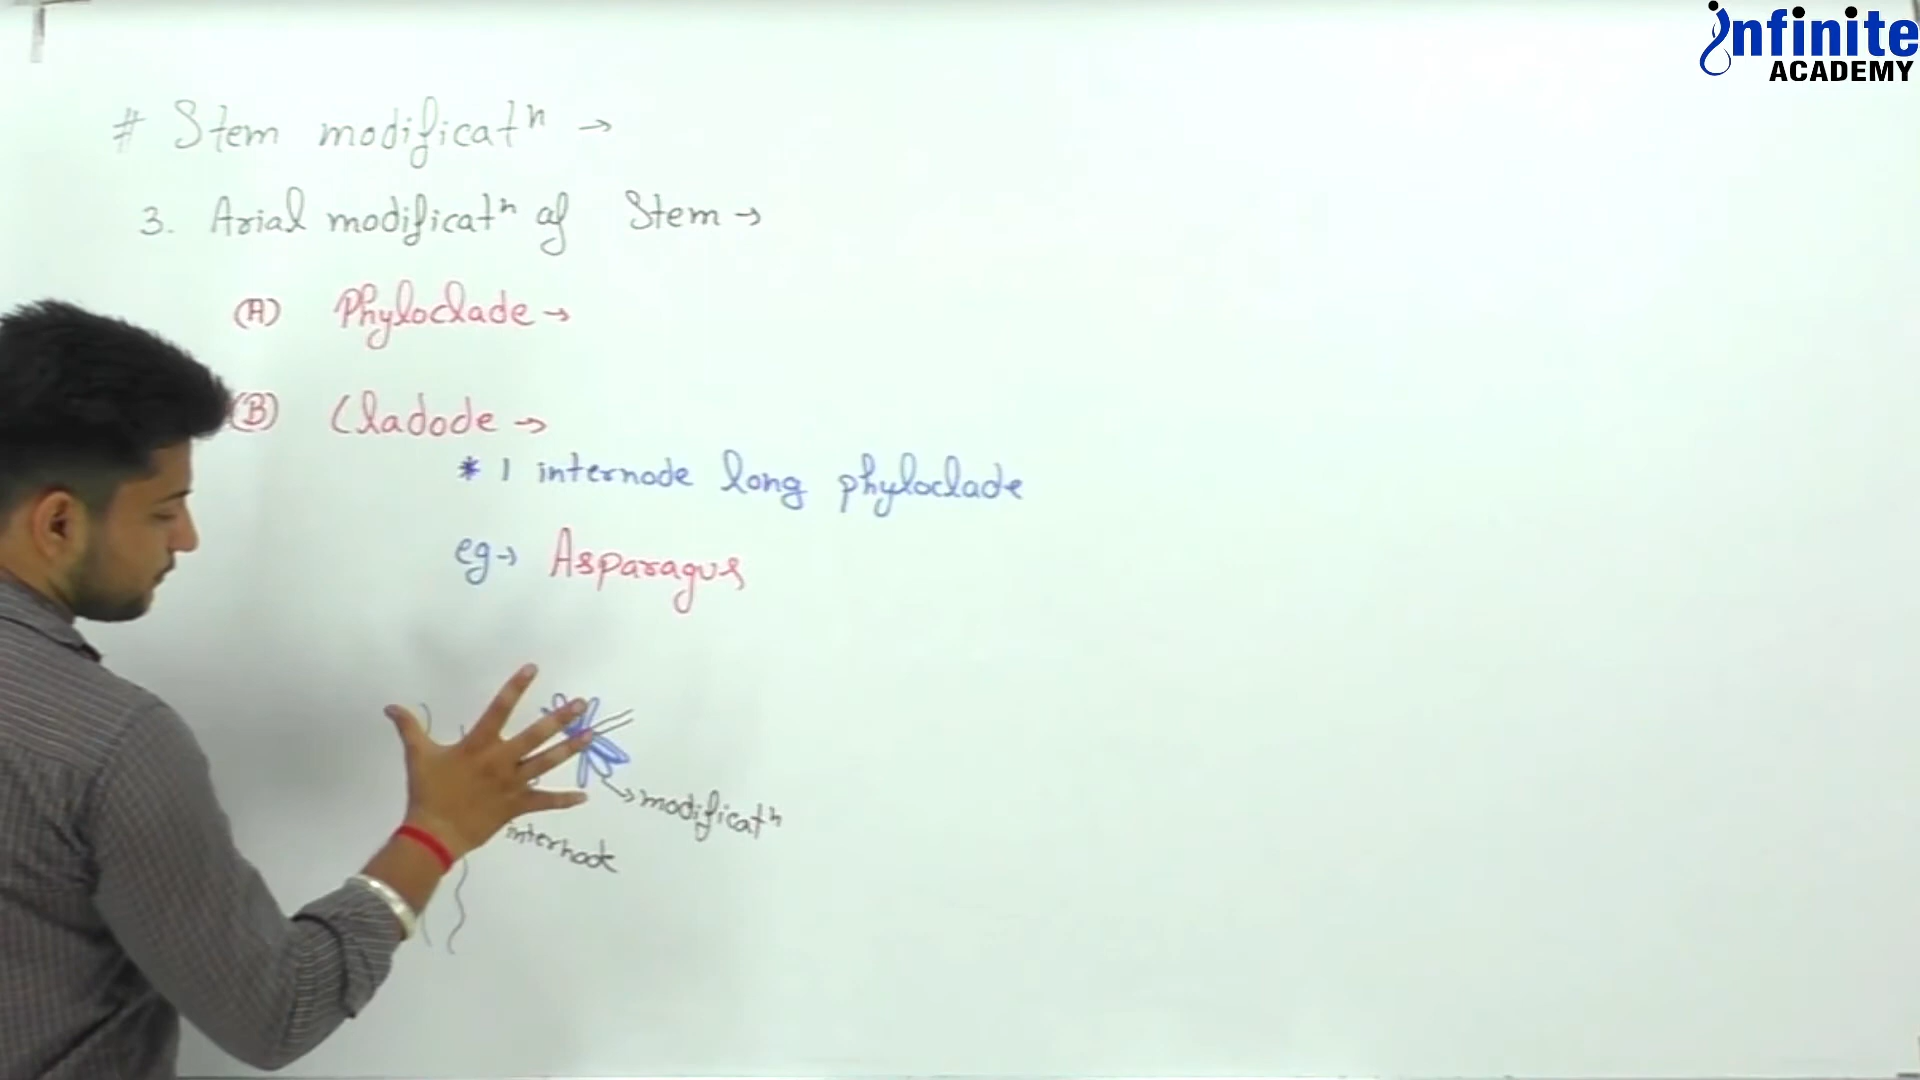 infinite
ACADEMY
# Stem modificatⁿ →
3. Arial modificatⁿ of Stem →
(A) Phyloclade →
(B) Cladode →
* 1 internode long phyloclade
eg → Asparagus
→ modificatⁿ
internode